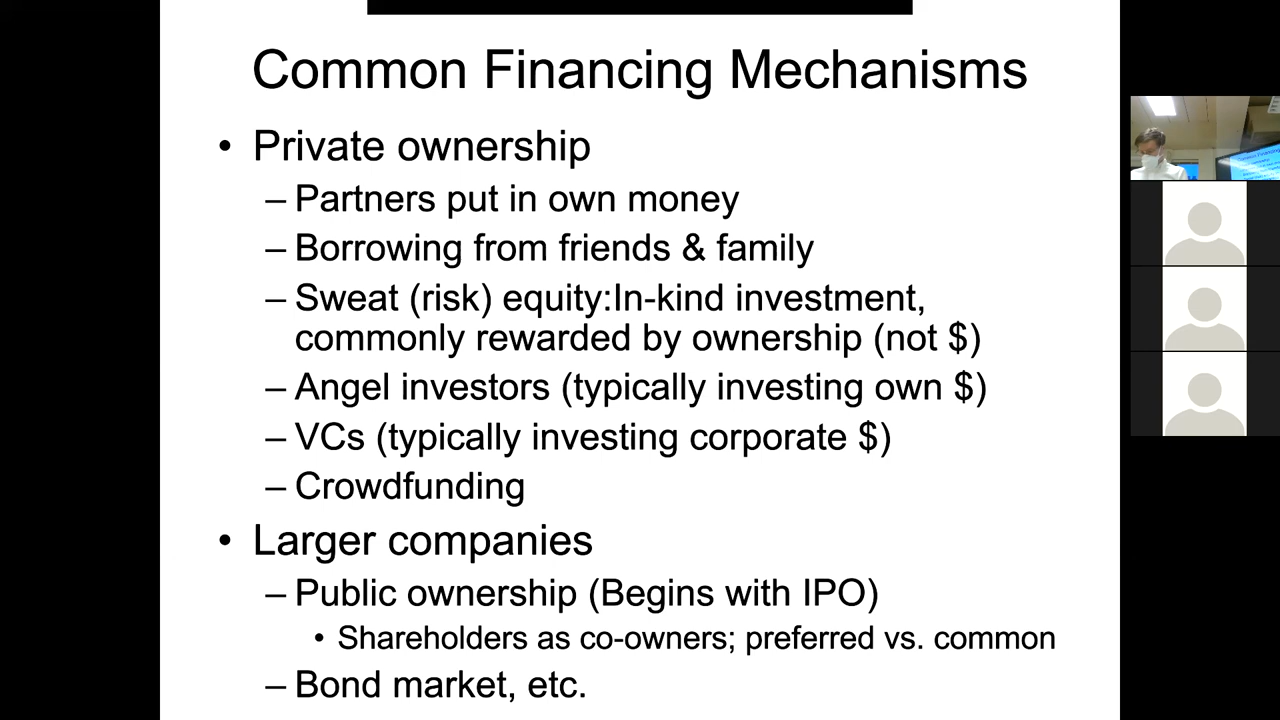 Common Financing Mechanisms
• Private ownership
– Partners put in own money
– Borrowing from friends & family
– Sweat (risk) equity:In-kind investment,
commonly rewarded by ownership (not $)
– Angel investors (typically investing own $)
– VCs (typically investing corporate $)
– Crowdfunding
• Larger companies
– Public ownership (Begins with IPO)
• Shareholders as co-owners; preferred vs. common
– Bond market, etc.